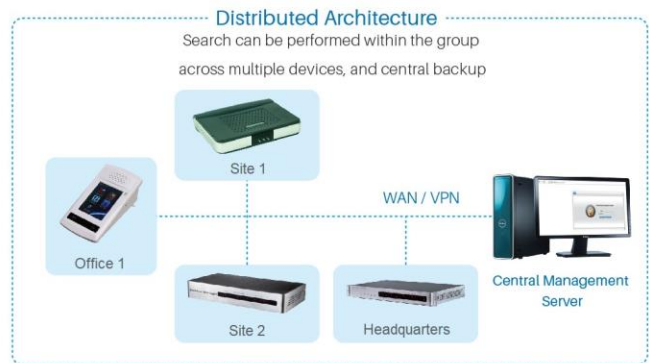 Distributed Architecture
Search can be performed within the group
across multiple devices, and central backup
Site 1
WAN / VPN
Office 1
Central Management
Server
Site 2
Headquarters